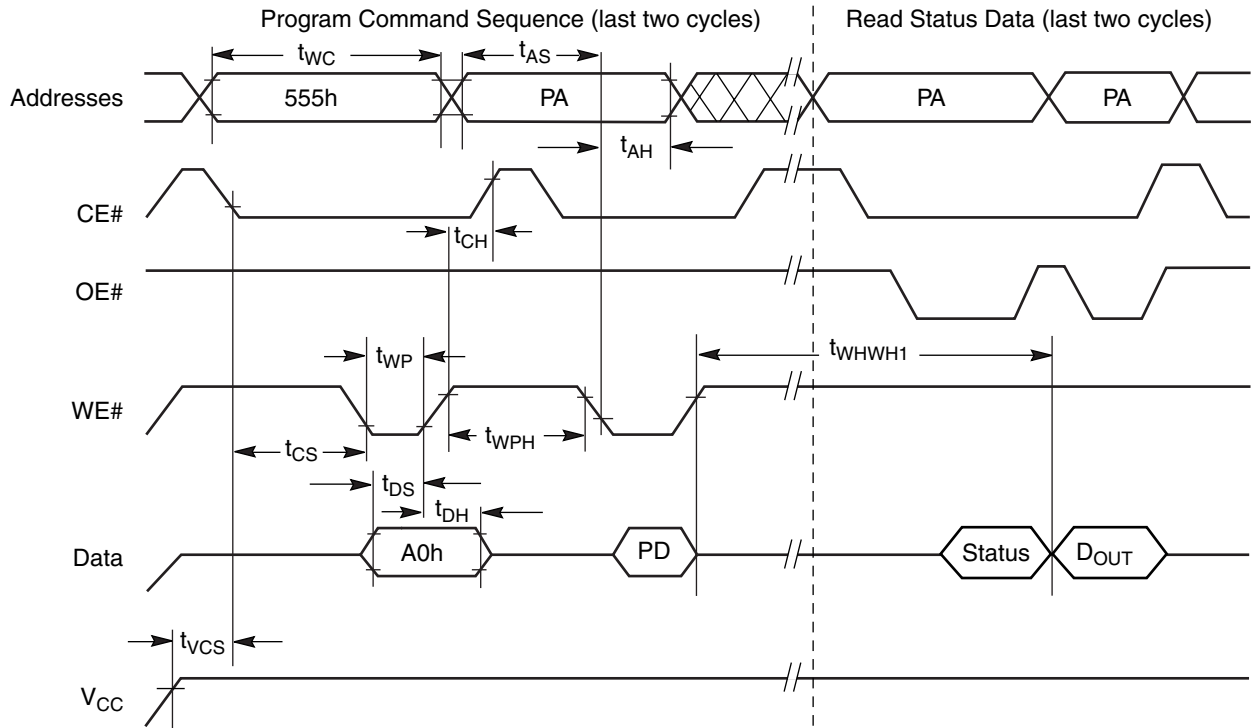 Program Command Sequence (last two cycles)
Read Status Data (last two cycles)
tWC
tAS
Addresses
555h
PA
PA
PA
tAH
CE#
tCH
OE#
tWP
tWHWH1
WE#
tCS
tWPH
tDS
tDH
Data
A0h
PD
Status
DOUT
tVCS
VCC